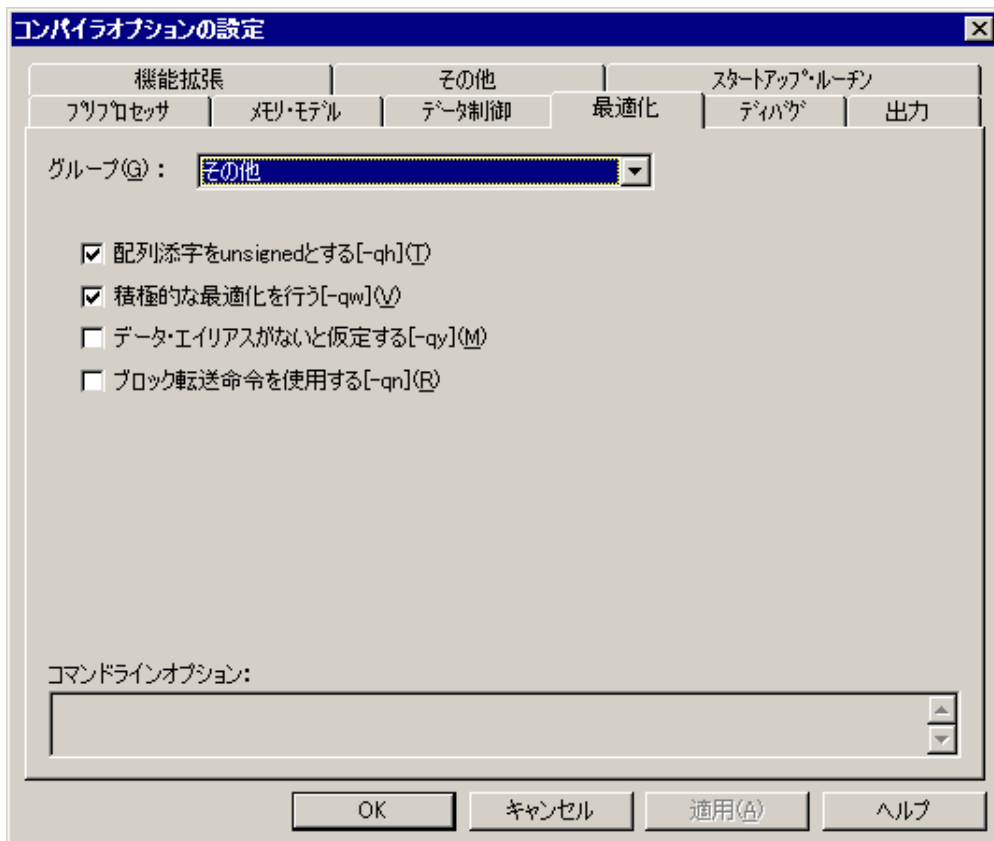 コンパイラオプションの設定
機能拡張 その他 スタートアップ・ルーチン
プリプロセッサ メモリ・モデル データ制御 最適化 ディバグ 出力
グループ(G)： その他
配列添字をunsignedとする[-qh](T)
積極的な最適化を行う[-qw](V)
データ・エイリアスがないと仮定する[-qy](M)
ブロック転送命令を使用する[-qn](R)
コマンドラインオプション:
OK キャンセル 適用(A) ヘルプ